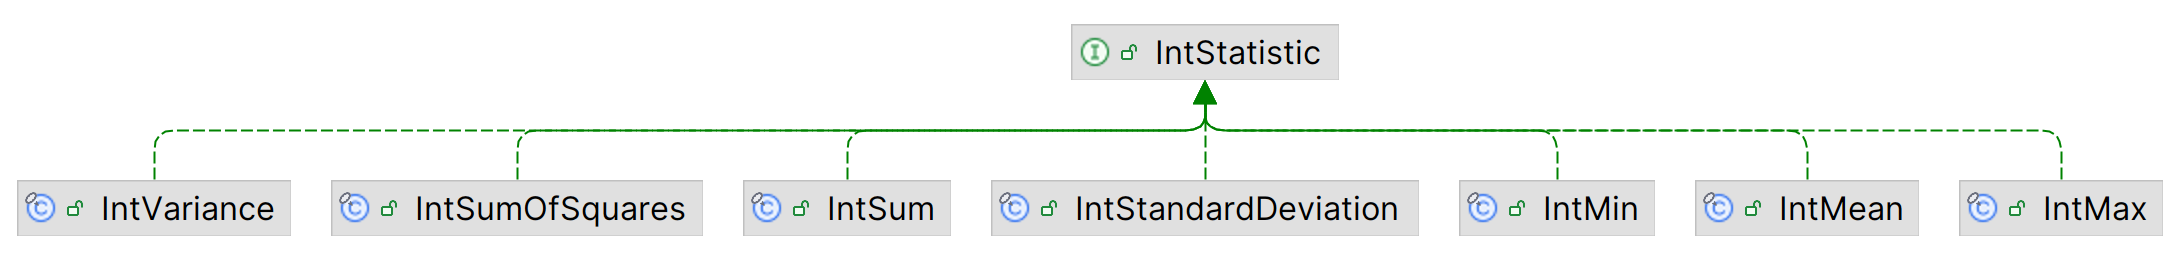 IntStatistic
IntVariance
IntSumOfSquares
IntSum
IntStandardDeviation
IntMin
IntMean
IntMax